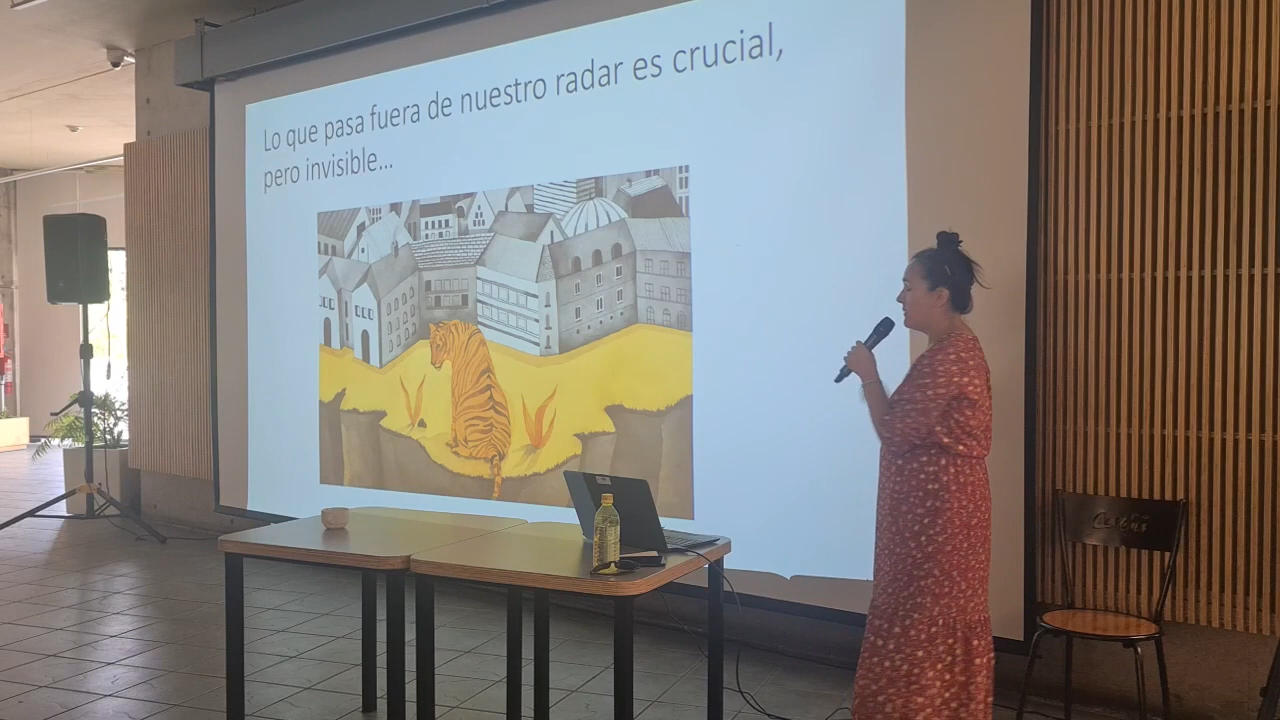 Lo que pasa fuera de nuestro radar es crucial,
pero invisible...